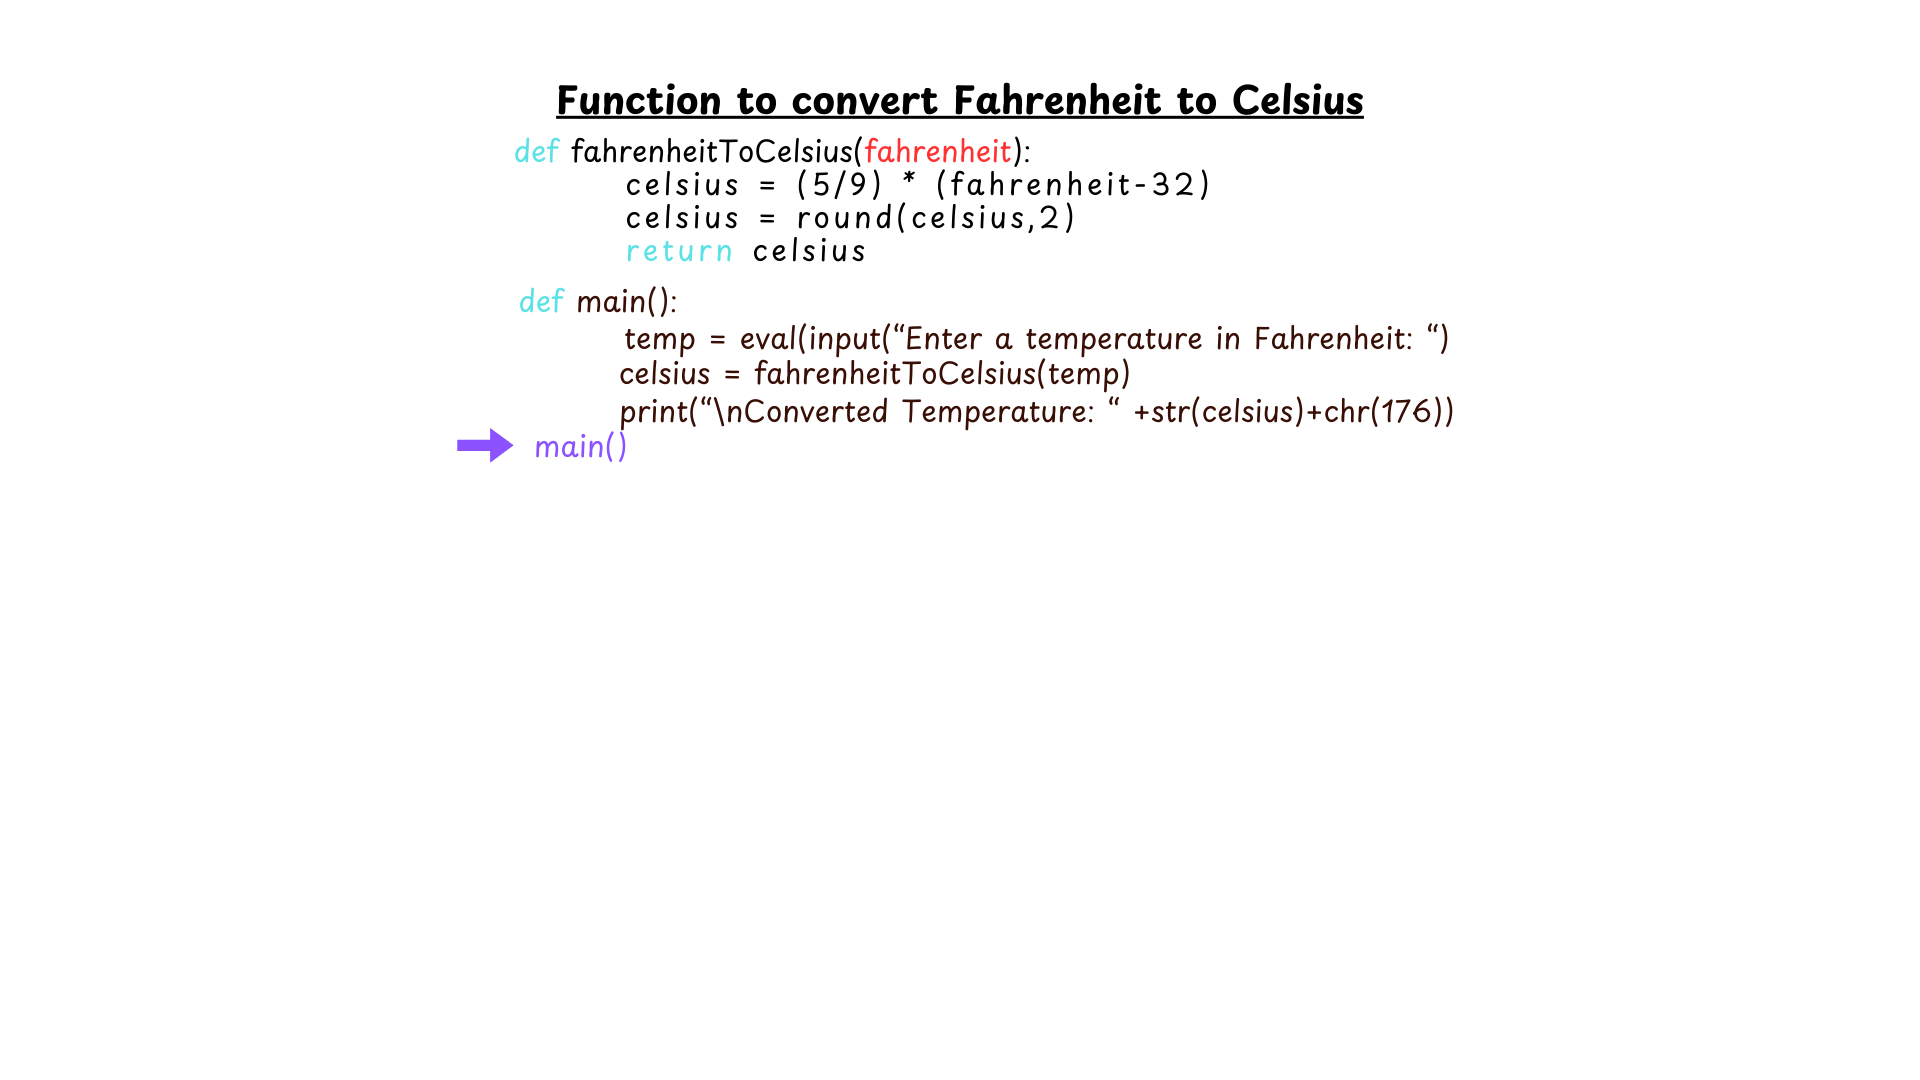 Function to convert Fahrenheit to Celsius
def fahrenheitToCelsius(fahrenheit):
celsius = (5/9) * (fahrenheit-32)
celsius = round(celsius,2)
return celsius
def main():
temp = eval(input(“Enter a temperature in Fahrenheit: “)
celsius = fahrenheitToCelsius(temp)
print(“\nConverted Temperature: “ +str(celsius)+chr(176))
main()